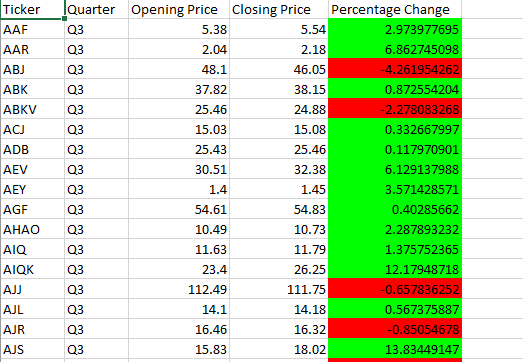 Ticker Quarter Opening Price Closing Price Percentage Change
AAF Q3 5.38 5.54 2.973977695
AAR Q3 2.04 2.18 6.862745098
ABJ Q3 48.1 46.05 -4.261954262
ABK Q3 37.82 38.15 0.872554204
ABKV Q3 25.46 24.88 -2.278083268
ACJ Q3 15.03 15.08 0.332667997
ADB Q3 25.43 25.46 0.117970901
AEV Q3 30.51 32.38 6.129137988
AEY Q3 1.4 1.45 3.571428571
AGF Q3 54.61 54.83 0.40285662
AHAO Q3 10.49 10.73 2.287893232
AIQ Q3 11.63 11.79 1.375752365
AIQK Q3 23.4 26.25 12.17948718
AJJ Q3 112.49 111.75 -0.657836252
AJL Q3 14.1 14.18 0.567375887
AJR Q3 16.46 16.32 -0.85054678
AJS Q3 15.83 18.02 13.83449147